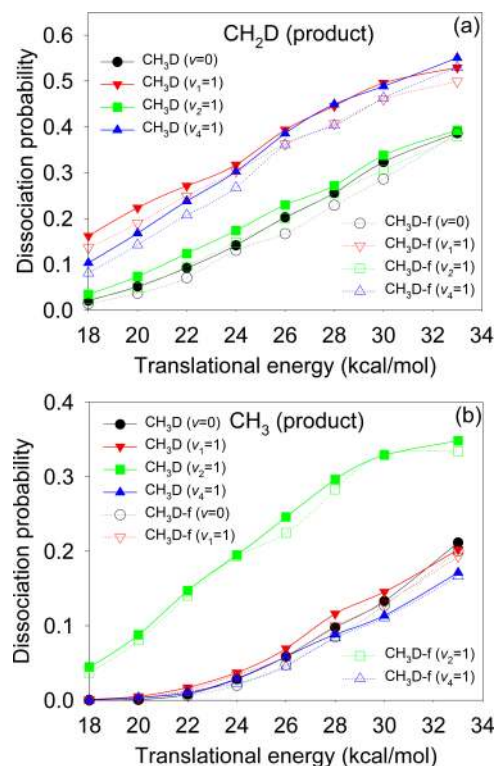 (a)
CH₂D (product)
0.6
0.5
0.4
0.3
0.2
0.1
0.0
Dissociation probability
CH₃D (v=0)
CH₃D (v₁=1)
CH₃D (v₂=1)
CH₃D (v₄=1)
CH₃D-f (v=0)
CH₃D-f (v₁=1)
CH₃D-f (v₂=1)
CH₃D-f (v₄=1)
18 20 22 24 26 28 30 32 34
Translational energy (kcal/mol)
(b)
CH₃ (product)
0.4
0.3
0.2
0.1
0.0
Dissociation probability
CH₃D (v=0)
CH₃D (v₁=1)
CH₃D (v₂=1)
CH₃D (v₄=1)
CH₃D-f (v=0)
CH₃D-f (v₁=1)
CH₃D-f (v₂=1)
CH₃D-f (v₄=1)
18 20 22 24 26 28 30 32 34
Translational energy (kcal/mol)